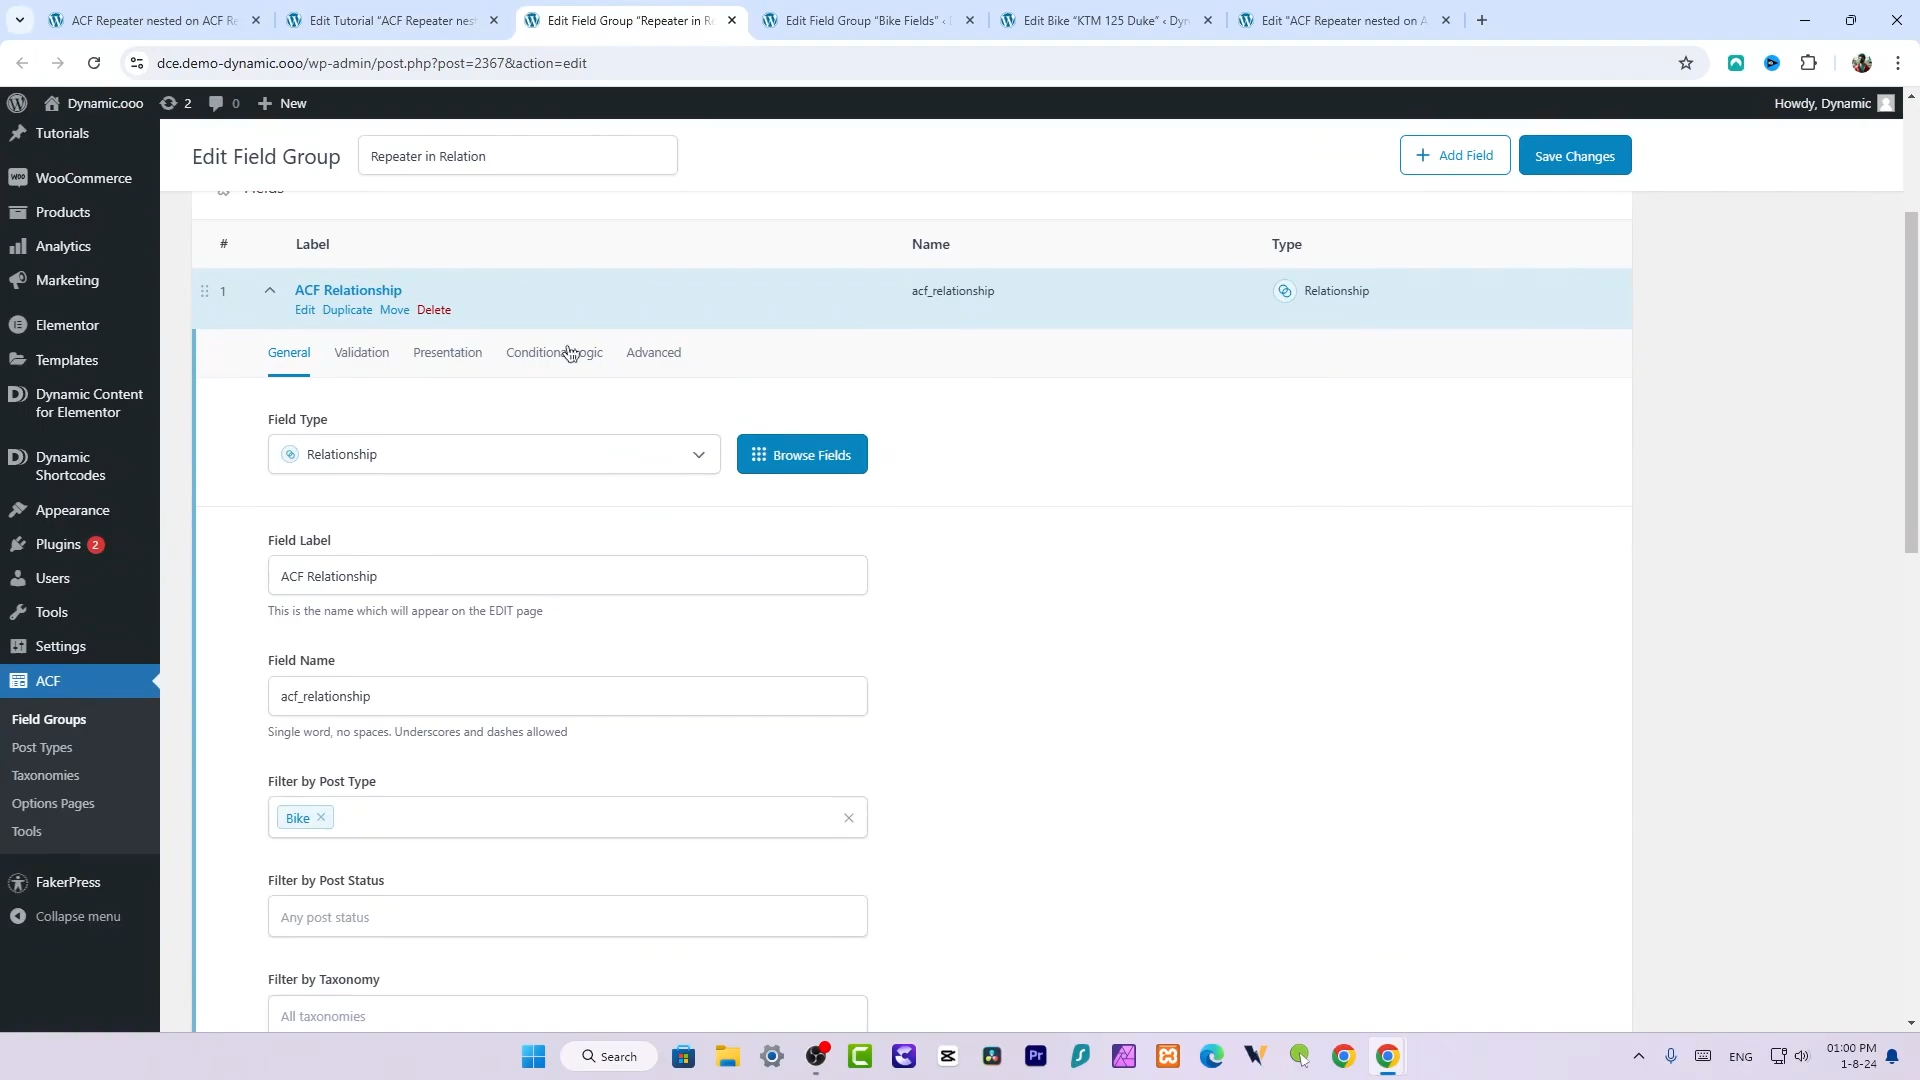 ACF Repeater nested on ACF Re
Edit Tutorial "ACF Repeater nes
Edit Field Group "Repeater in R
Edit Field Group "Bike Fields" ‹
Edit Bike "KTM 125 Duke" ‹ Dyn
Edit "ACF Repeater nested on A
dce.demo-dynamic.ooo/wp-admin/post.php?post=2367&action=edit
Dynamic.ooo
2
0
New
Howdy, Dynamic
Tutorials
WooCommerce
Products
Analytics
Marketing
Elementor
Templates
Dynamic Content
for Elementor
Dynamic
Shortcodes
Appearance
Plugins 2
Users
Tools
Settings
ACF
Field Groups
Post Types
Taxonomies
Options Pages
Tools
FakerPress
Collapse menu
Edit Field Group
Repeater in Relation
Add Field
Save Changes
Fields
# Label Name Type
1 ACF Relationship acf_relationship Relationship
Edit Duplicate Move Delete
General Validation Presentation Conditional Logic Advanced
Field Type
Relationship
Browse Fields
Field Label
ACF Relationship
This is the name which will appear on the EDIT page
Field Name
acf_relationship
Single word, no spaces. Underscores and dashes allowed
Filter by Post Type
Bike
Filter by Post Status
Any post status
Filter by Taxonomy
All taxonomies
Search
ENG
01:00 PM
1-8-24